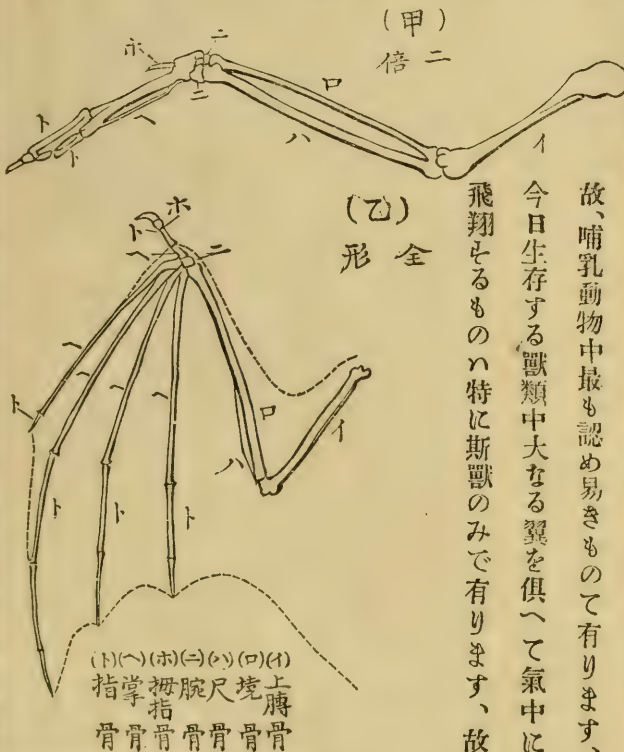 故、哺乳動物中最も認め易きものて有ります、
今日生存する獸類中大なる翼を倶へて氣中に
飛翔するものハ特に斯獸のみで有ります、故
(甲)
二倍
イ
ロ
ハ
ニ
ニ
ホ
ヘ
ト
ト
(乙)
全形
イ
ロ
ハ
ニ
ホ
ト
ヘ
ヘ
ヘ
ヘ
ト
ト
ト
(イ)上膊骨
(ロ)境骨
(ハ)尺骨
(ニ)腕骨
(ホ)拇指骨
(ヘ)掌骨
(ト)指骨